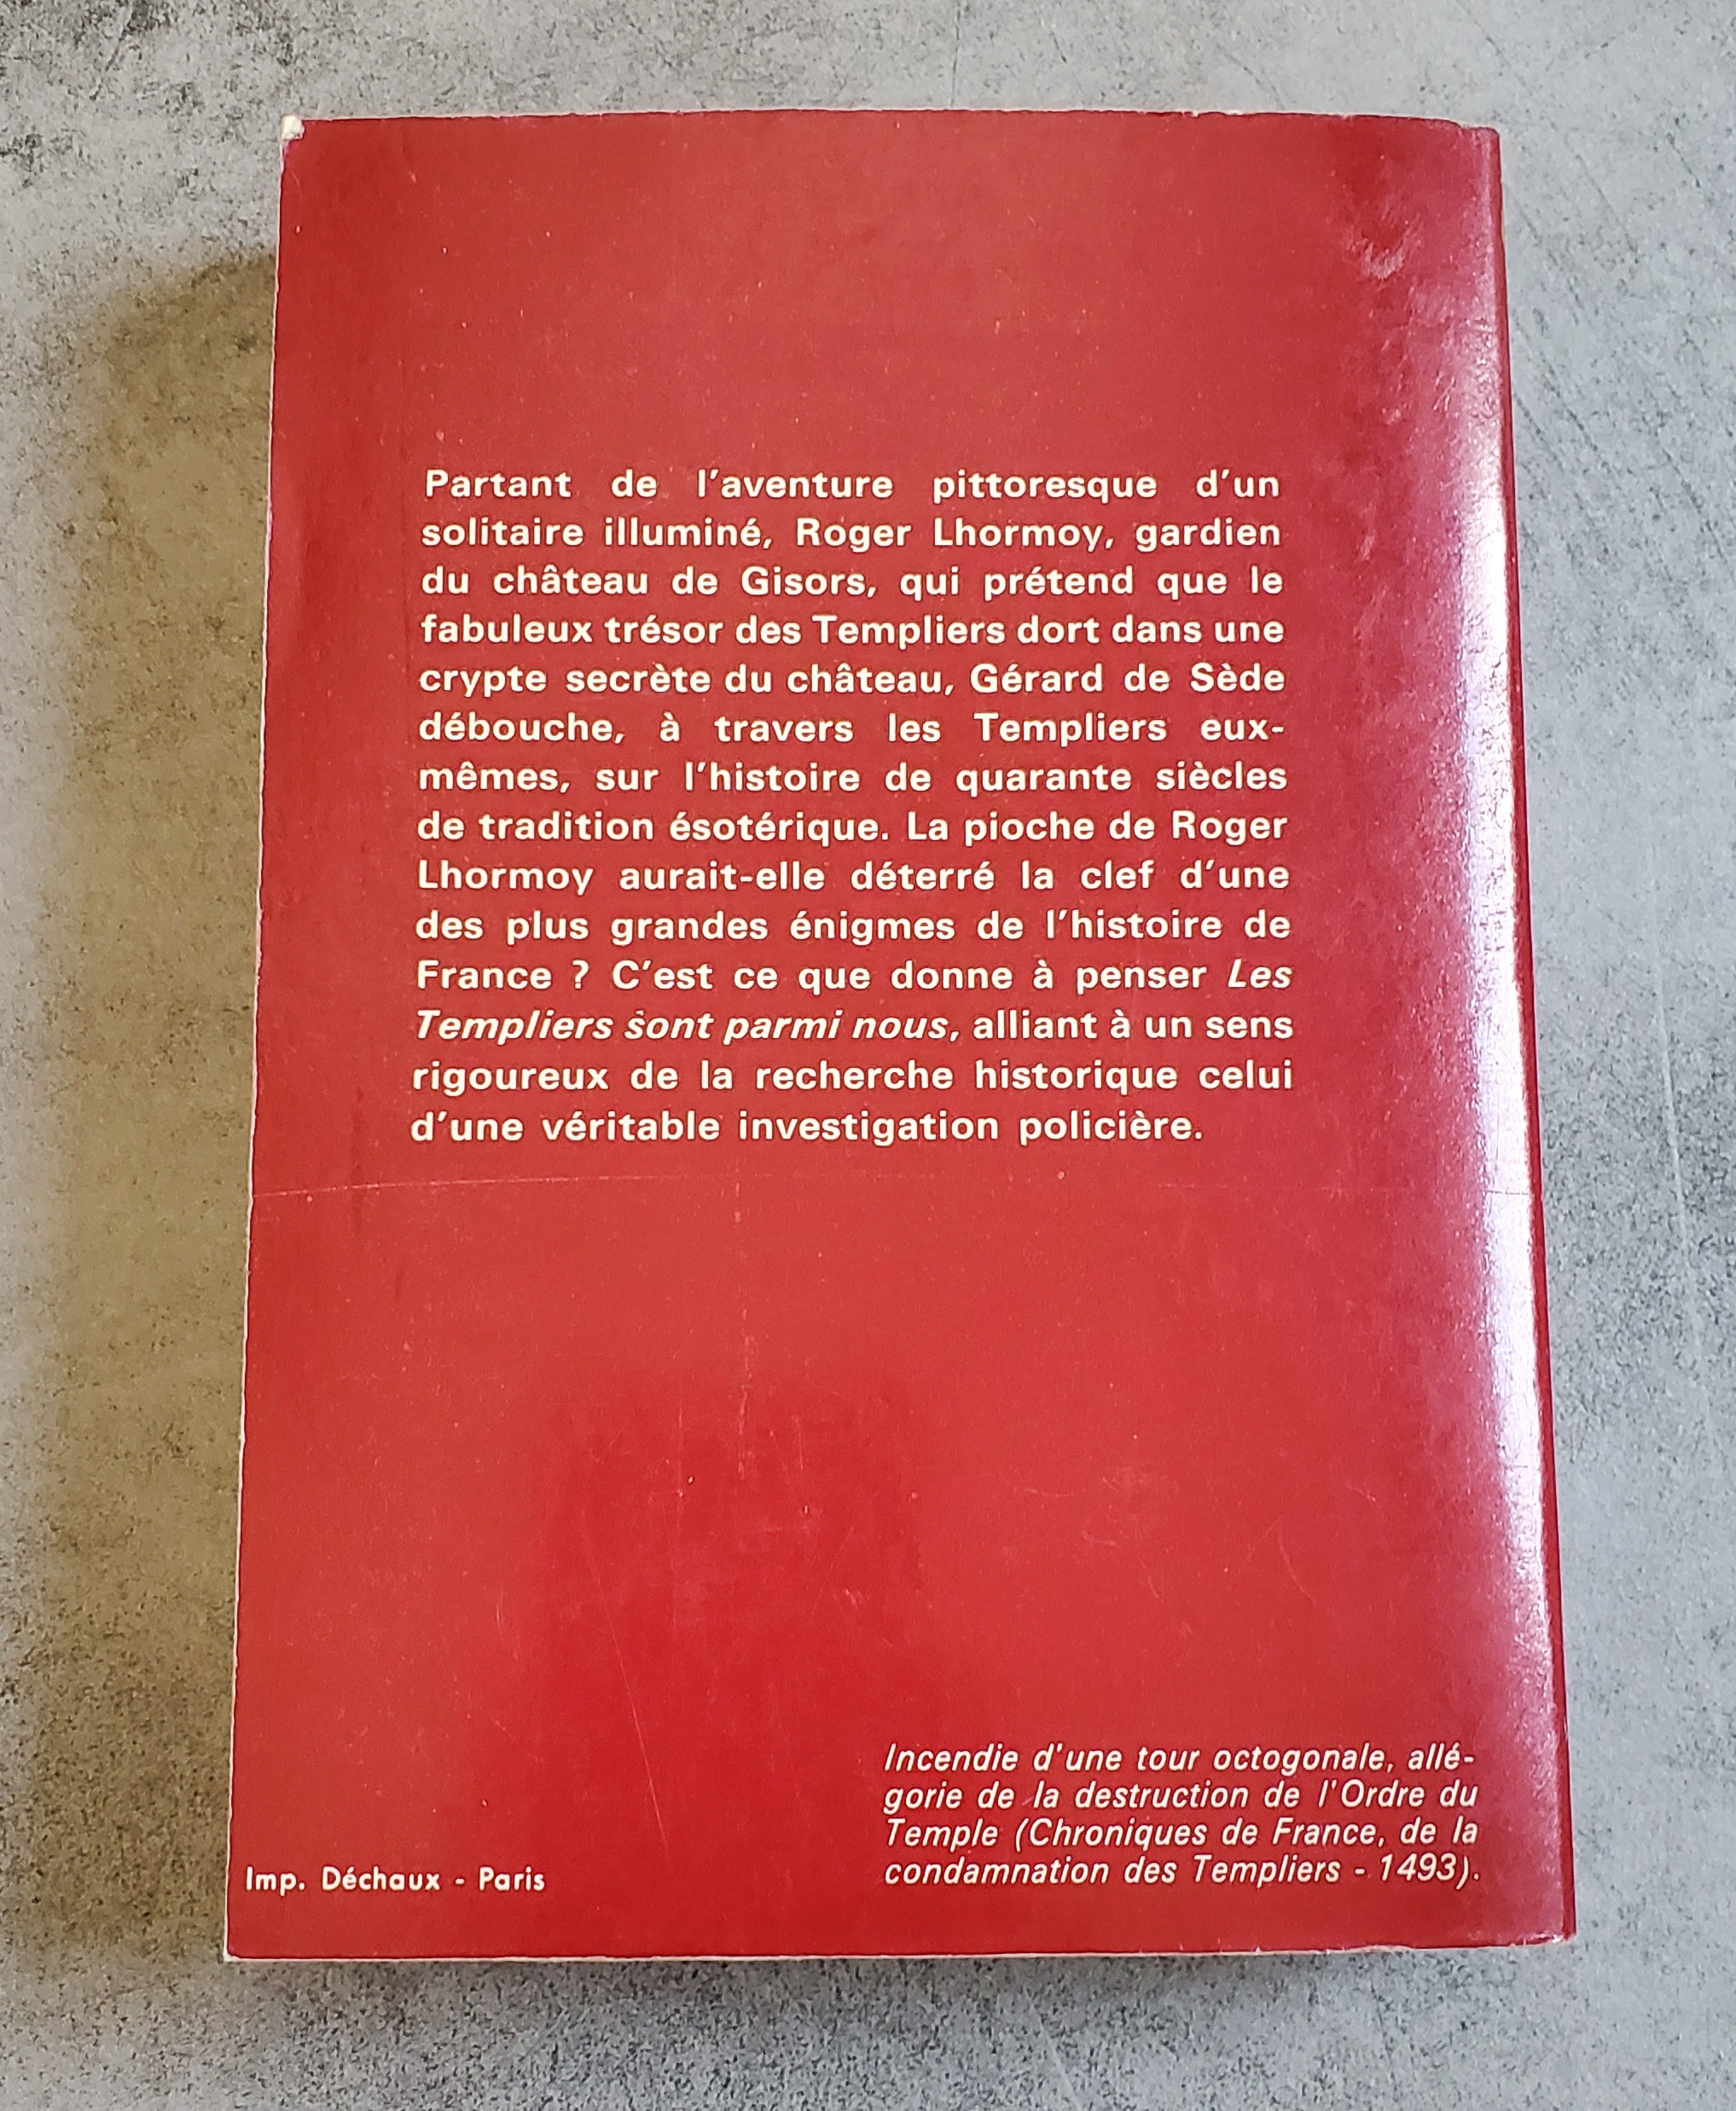 Partant de l'aventure pittoresque d'un
solitaire illuminé, Roger Lhormoy, gardien
du château de Gisors, qui prétend que le
fabuleux trésor des Templiers dort dans une
crypte secrète du château, Gérard de Sède
débouche, à travers les Templiers eux-
mêmes, sur l'histoire de quarante siècles
de tradition ésotérique. La pioche de Roger
Lhormoy aurait-elle déterré la clef d'une
des plus grandes énigmes de l'histoire de
France ? C'est ce que donne à penser Les
Templiers sont parmi nous, alliant à un sens
rigoureux de la recherche historique celui
d'une véritable investigation policière.
Incendie d'une tour octogonale, allé-
gorie de la destruction de l'Ordre du
Temple (Chroniques de France, de la
condamnation des Templiers - 1493).
Imp. Déchaux - Paris